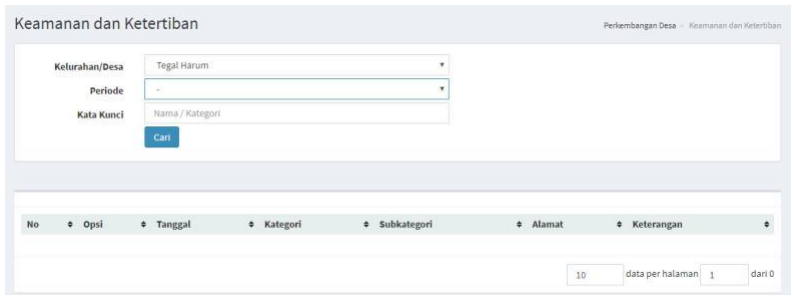 Keamanan dan Ketertiban
Perkembangan Desa - Keamanan dan Ketertiban
Kelurahan/Desa Tegal Harum
Periode -
Kata Kunci Nama / Kategori
Cari
No Opsi Tanggal Kategori Subkategori Alamat Keterangan
10 data per halaman 1 dari 0